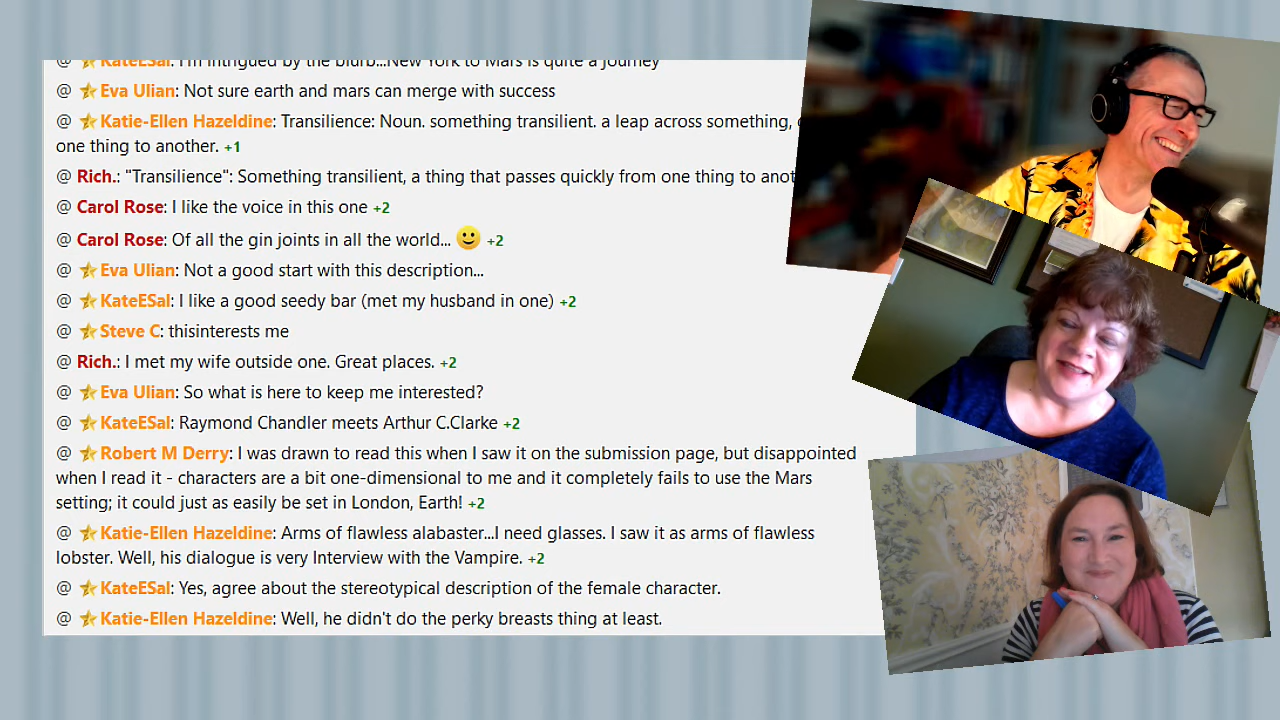 @ KateESal: I'm intrigued by the blurb...New York to Mars is quite a journey
@ Eva Ulian: Not sure earth and mars can merge with success
@ Katie-Ellen Hazeldine: Transilience: Noun. something transilient. a leap across something,
one thing to another. +1
@ Rich.: "Transilience": Something transilient, a thing that passes quickly from one thing to
@ Carol Rose: I like the voice in this one +2
@ Carol Rose: Of all the gin joints in all the world... 🙂 +2
@ Eva Ulian: Not a good start with this description...
@ KateESal: I like a good seedy bar (met my husband in one) +2
@ Steve C: thisinterests me
@ Rich.: I met my wife outside one. Great places. +2
@ Eva Ulian: So what is here to keep me interested?
@ KateESal: Raymond Chandler meets Arthur C.Clarke +2
@ Robert M Derry: I was drawn to read this when I saw it on the submission page, but disappointed
when I read it - characters are a bit one-dimensional to me and it completely fails to use the Mars
setting; it could just as easily be set in London, Earth! +2
@ Katie-Ellen Hazeldine: Arms of flawless alabaster...I need glasses. I saw it as arms of flawless
lobster. Well, his dialogue is very Interview with the Vampire. +2
@ KateESal: Yes, agree about the stereotypical description of the female character.
@ Katie-Ellen Hazeldine: Well, he didn't do the perky breasts thing at least.